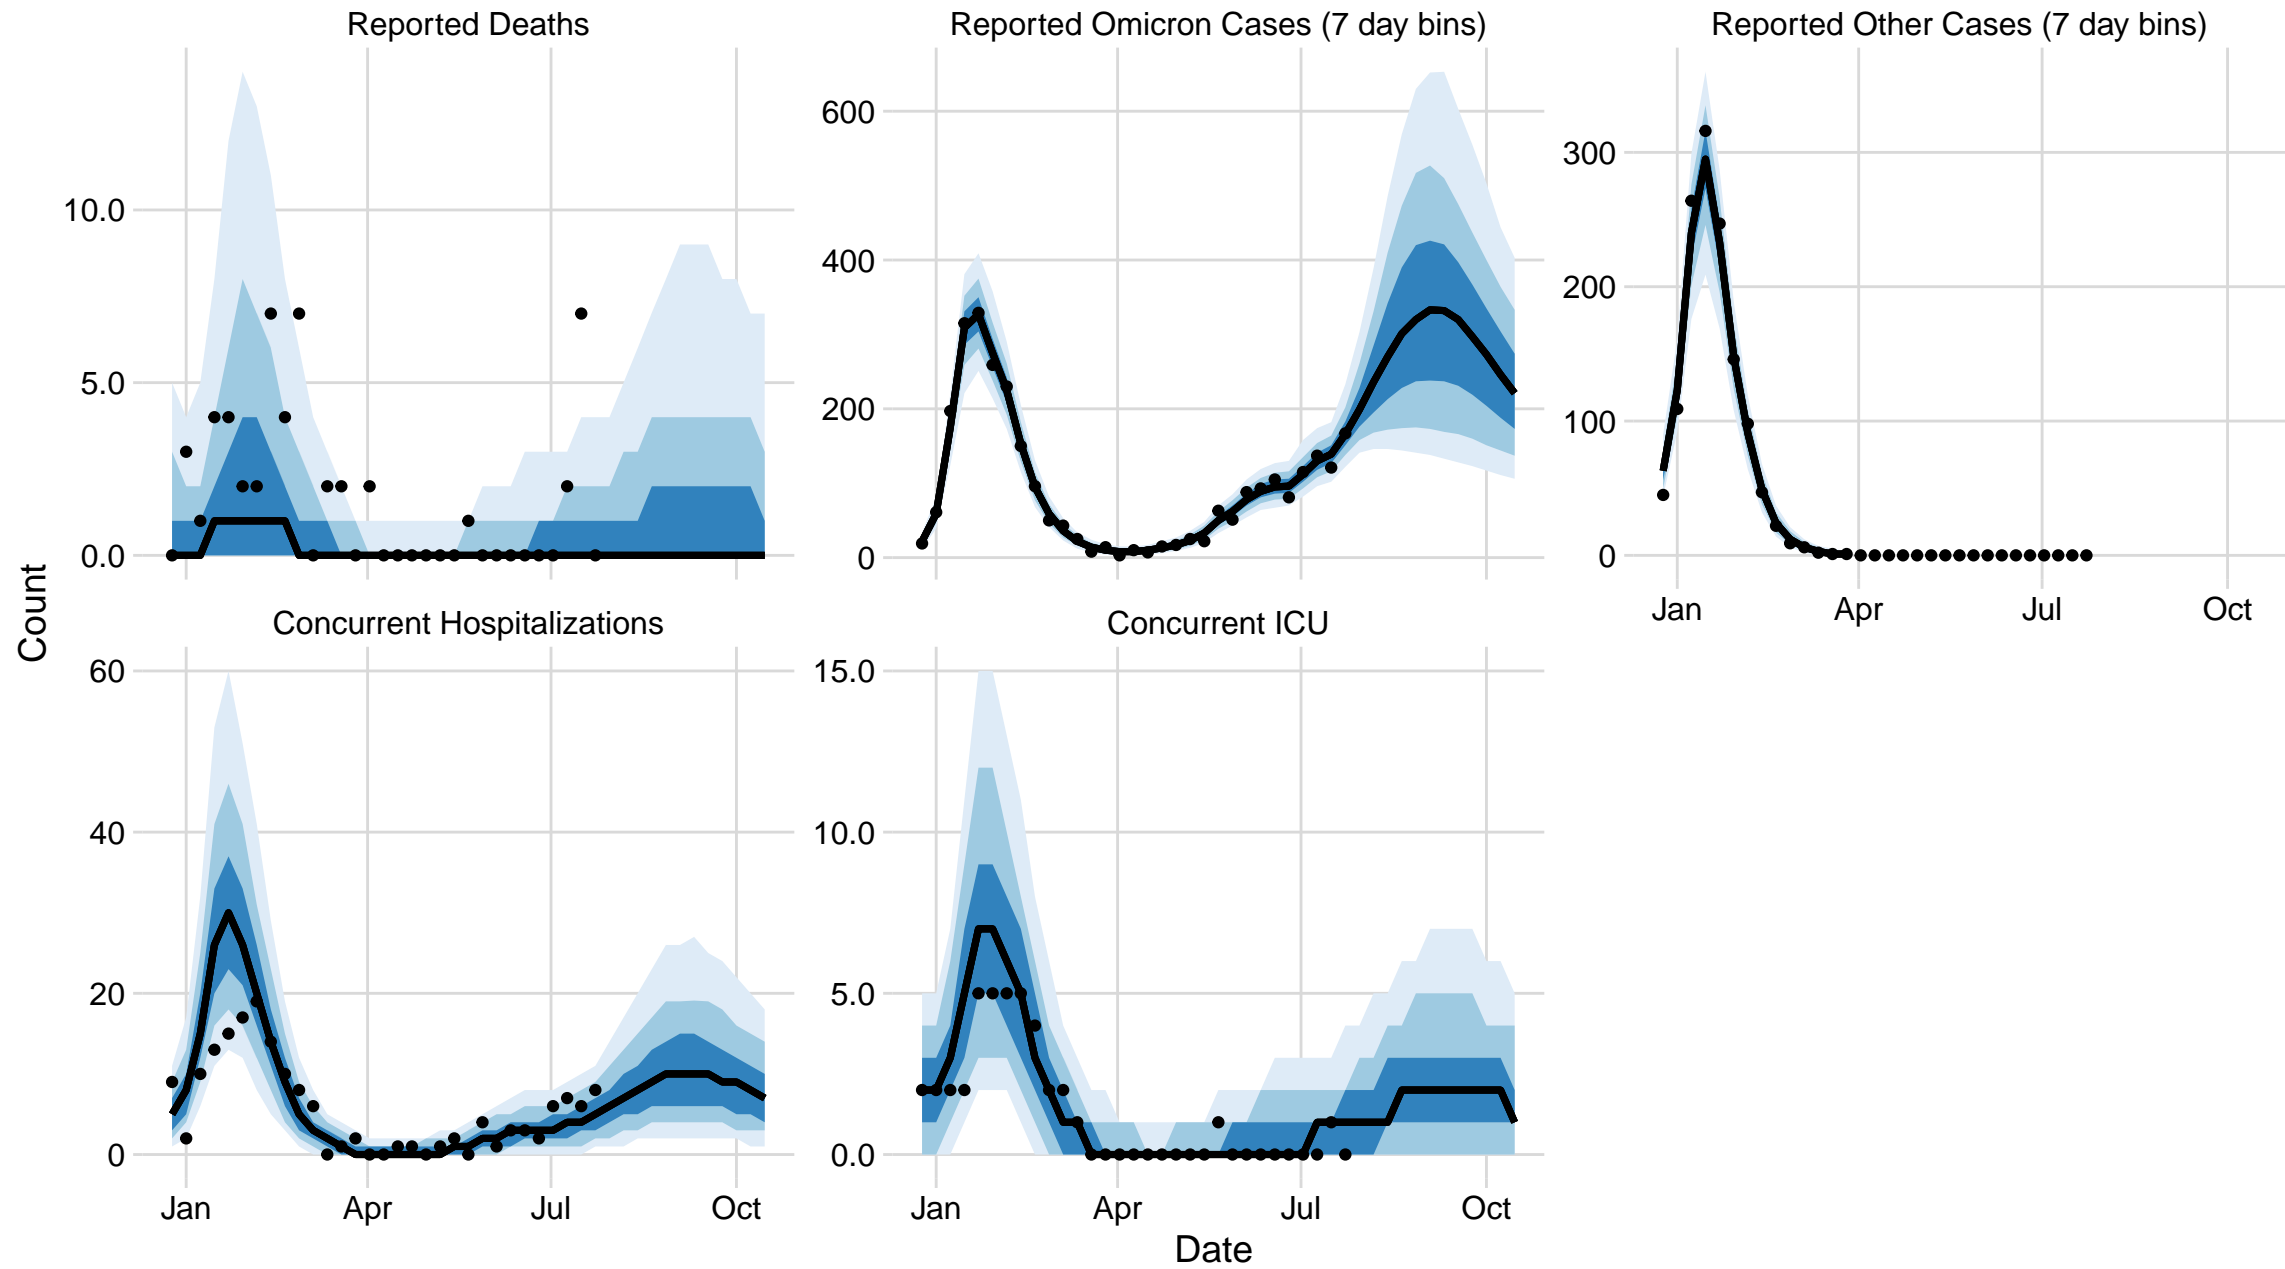 Reported Deaths
Reported Omicron Cases (7 day bins)
Reported Other Cases (7 day bins)
10.0
5.0
0.0
600
400
200
0
300
200
100
0
Jan Apr Jul Oct
Count
Concurrent Hospitalizations
Concurrent ICU
60
40
20
0
15.0
10.0
5.0
0.0
Jan Apr Jul Oct
Jan Apr Jul Oct
Date